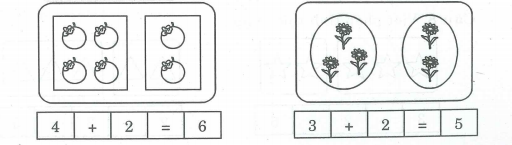 4 + 2 = 6
3 + 2 = 5